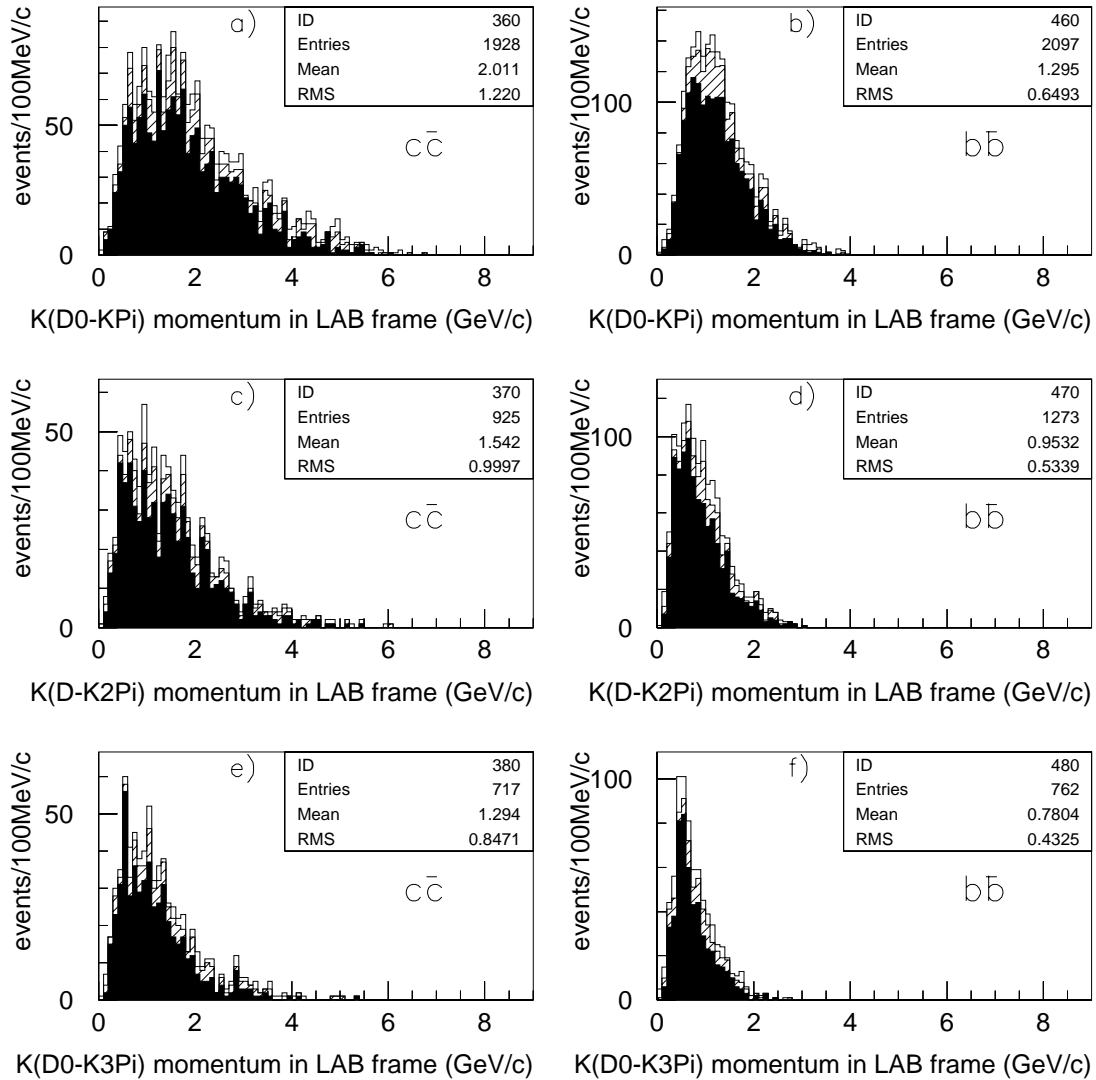 a)
ID 360
Entries 1928
Mean 2.011
RMS 1.220
cc̄
events/100MeV/c
50
0
0 2 4 6 8
K(D0-KPi) momentum in LAB frame (GeV/c)
b)
ID 460
Entries 2097
Mean 1.295
RMS 0.6493
bb̄
events/100MeV/c
100
0
0 2 4 6 8
K(D0-KPi) momentum in LAB frame (GeV/c)
c)
ID 370
Entries 925
Mean 1.542
RMS 0.9997
cc̄
events/100MeV/c
50
0
0 2 4 6 8
K(D-K2Pi) momentum in LAB frame (GeV/c)
d)
ID 470
Entries 1273
Mean 0.9532
RMS 0.5339
bb̄
events/100MeV/c
100
0
0 2 4 6 8
K(D-K2Pi) momentum in LAB frame (GeV/c)
e)
ID 380
Entries 717
Mean 1.294
RMS 0.8471
cc̄
events/100MeV/c
50
0
0 2 4 6 8
K(D0-K3Pi) momentum in LAB frame (GeV/c)
f)
ID 480
Entries 762
Mean 0.7804
RMS 0.4325
bb̄
events/100MeV/c
100
0
0 2 4 6 8
K(D0-K3Pi) momentum in LAB frame (GeV/c)